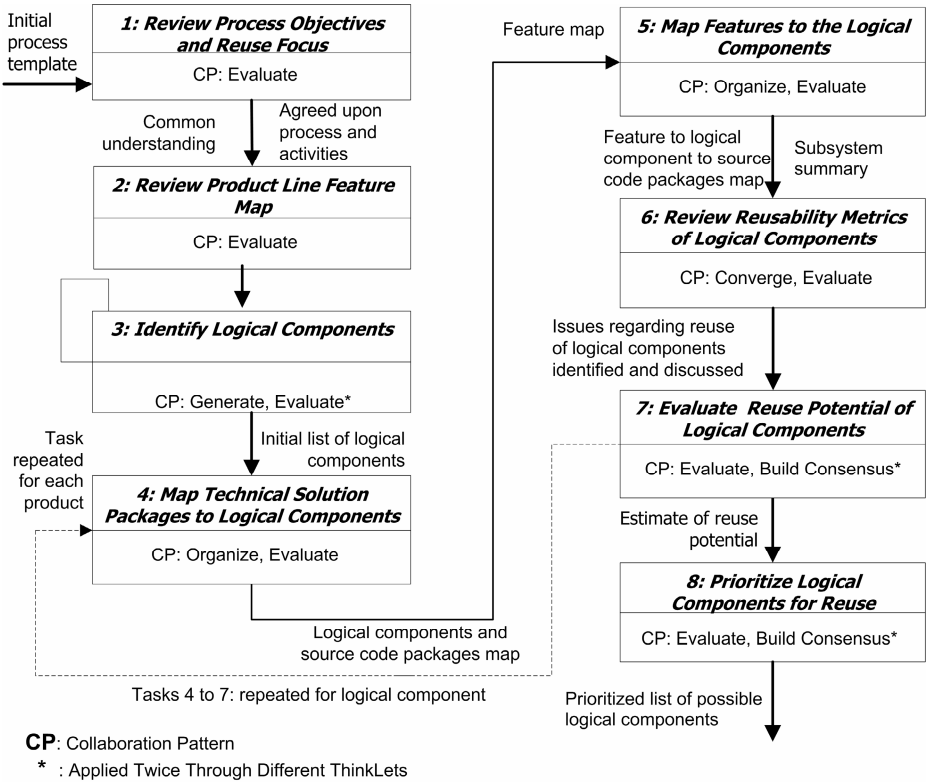 Initial
process
template
1: Review Process Objectives
and Reuse Focus
CP: Evaluate
Common
understanding
Agreed upon
process and
activities
2: Review Product Line Feature
Map
CP: Evaluate
3: Identify Logical Components
CP: Generate, Evaluate*
Task
repeated
for each
product
Initial list of logical
components
4: Map Technical Solution
Packages to Logical Components
CP: Organize, Evaluate
Logical components and
source code packages map
Tasks 4 to 7: repeated for logical component
Feature map
5: Map Features to the Logical
Components
CP: Organize, Evaluate
Feature to logical
component to source
code packages map
Subsystem
summary
6: Review Reusability Metrics
of Logical Components
CP: Converge, Evaluate
Issues regarding reuse
of logical components
identified and discussed
7: Evaluate Reuse Potential of
Logical Components
CP: Evaluate, Build Consensus*
Estimate of reuse
potential
8: Prioritize Logical
Components for Reuse
CP: Evaluate, Build Consensus*
Prioritized list of possible
logical components
CP: Collaboration Pattern
* : Applied Twice Through Different ThinkLets